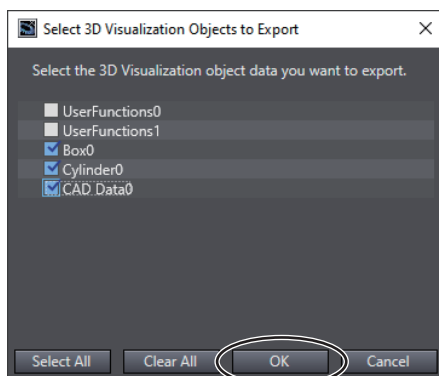 Select 3D Visualization Objects to Export
Select the 3D Visualization object data you want to export.
UserFunctions0
UserFunctions1
Box0
Cylinder0
CAD Data0
Select All Clear All OK Cancel